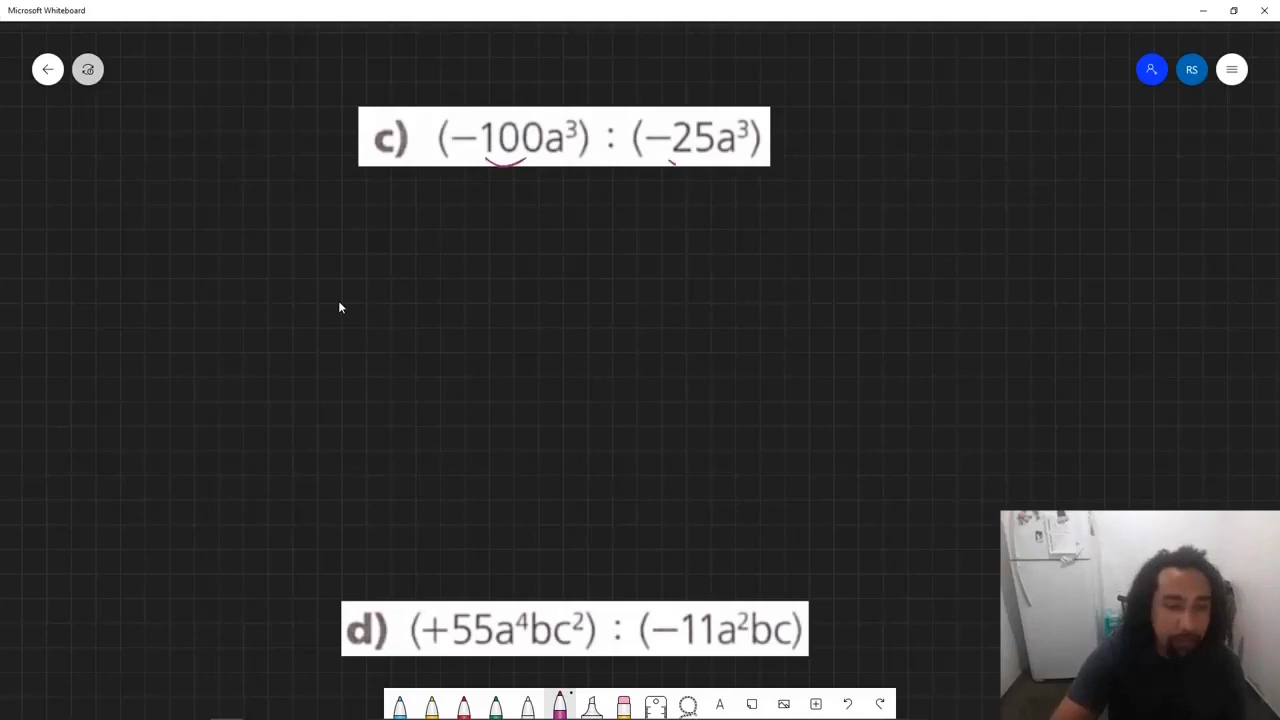 Microsoft Whiteboard
RS
c) (−100a³) : (−25a³)
d) (+55a⁴bc²) : (−11a²bc)
A